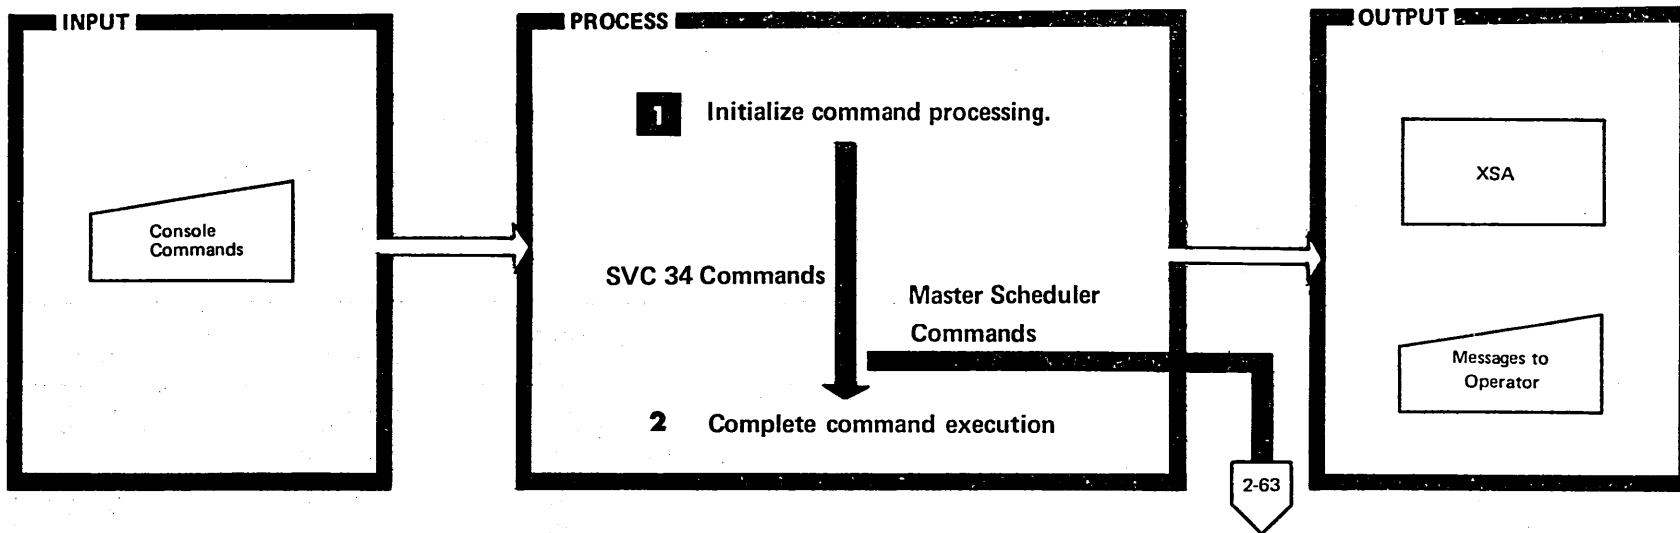 INPUT
Console
Commands
PROCESS
1 Initialize command processing.
SVC 34 Commands
Master Scheduler
Commands
2 Complete command execution
2-63
OUTPUT
XSA
Messages to
Operator